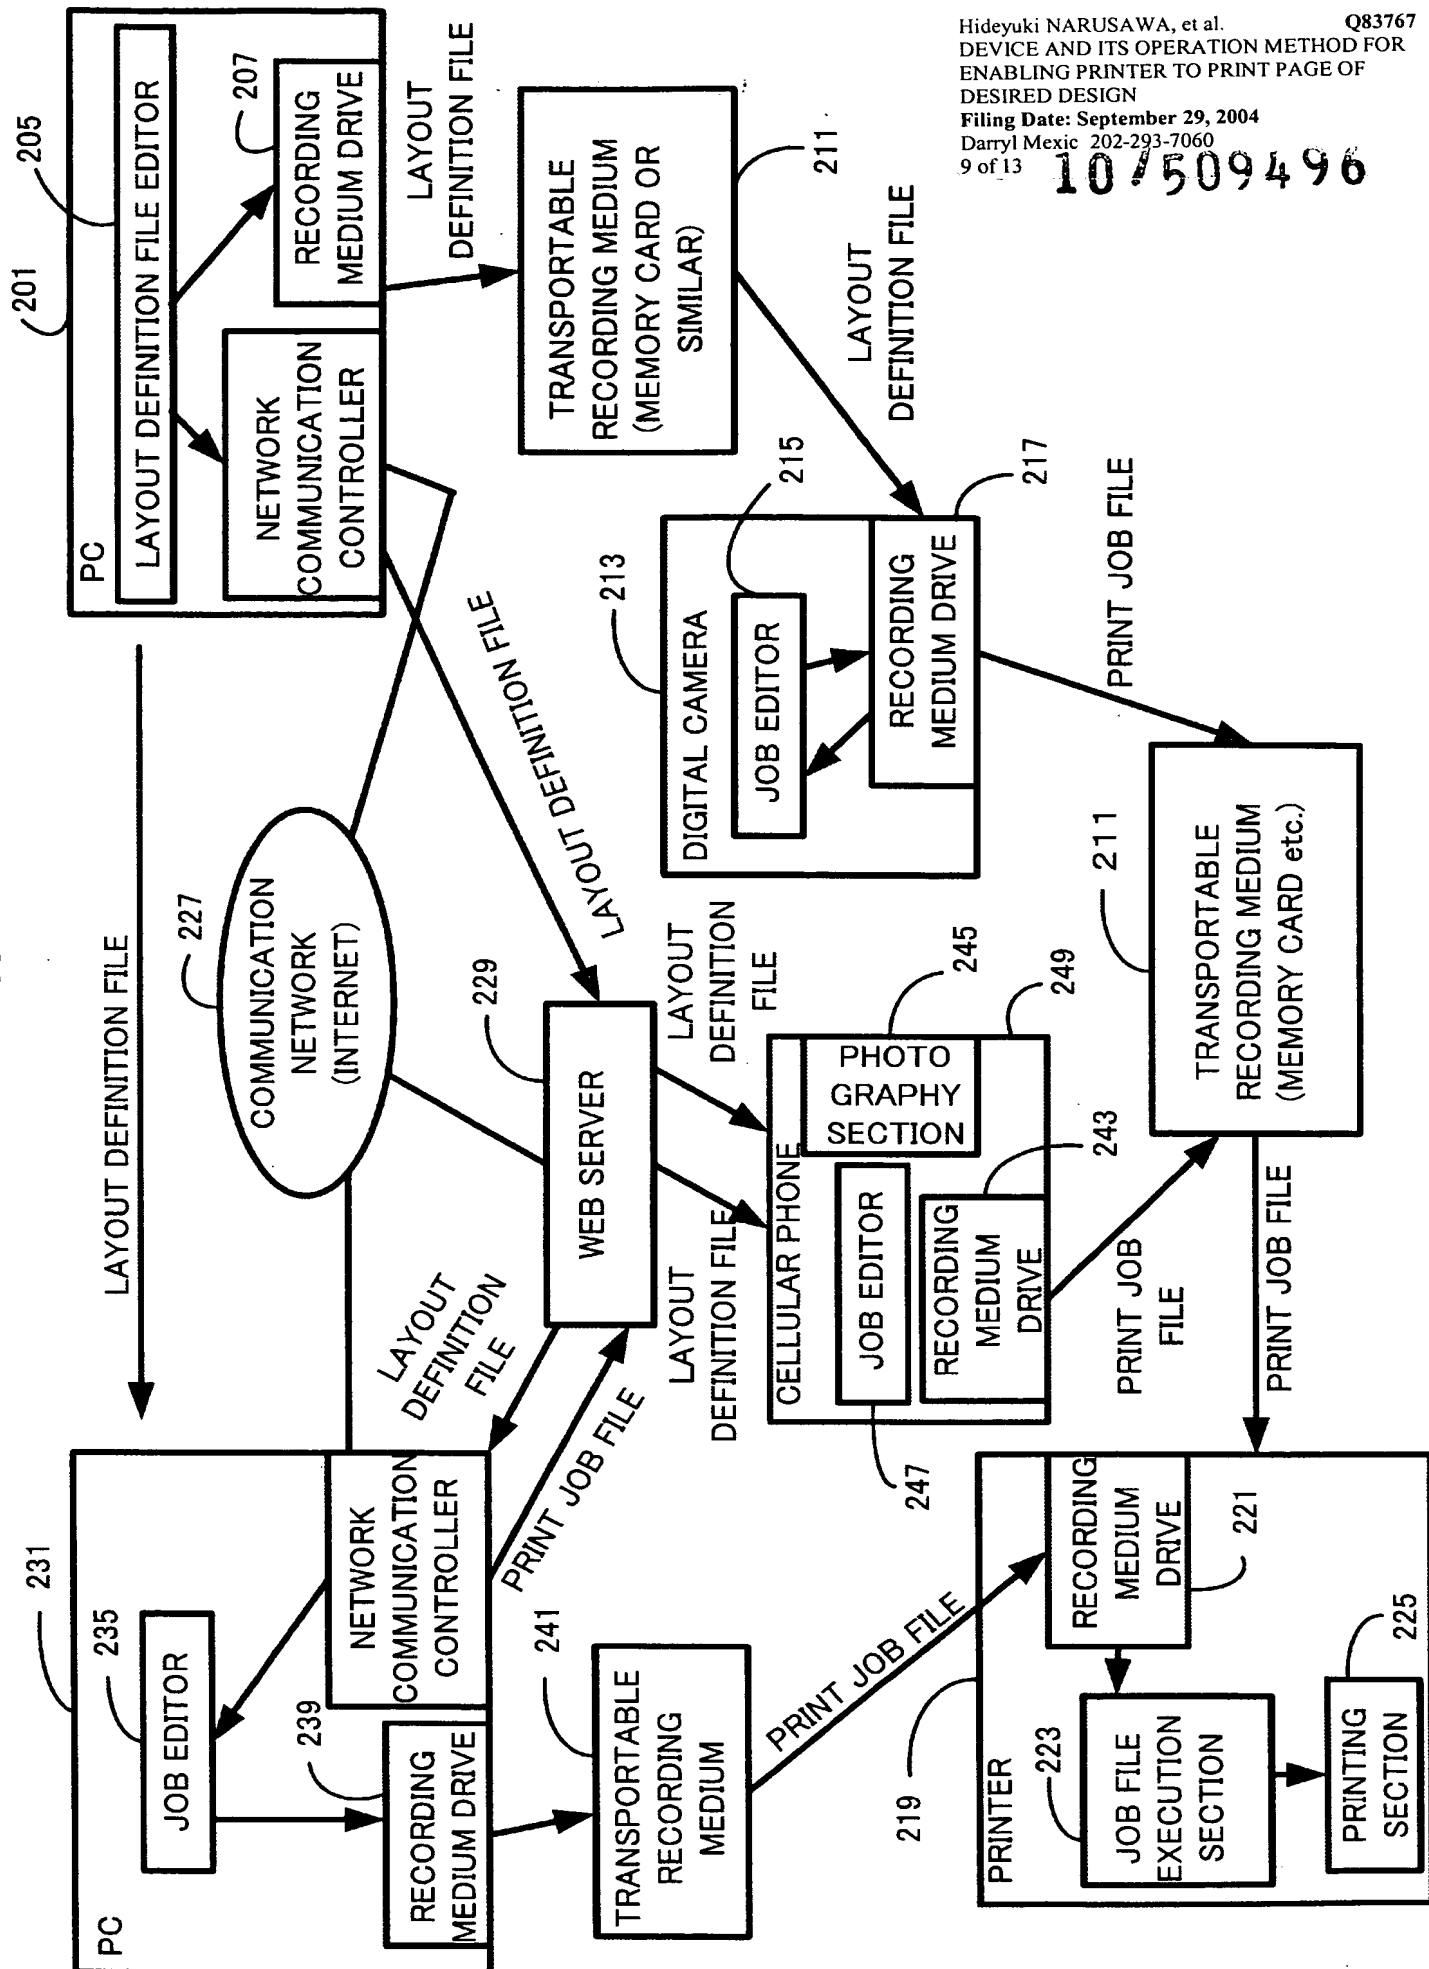 Hideyuki NARUSAWA, et al. Q83767
DEVICE AND ITS OPERATION METHOD FOR
ENABLING PRINTER TO PRINT PAGE OF
DESIRED DESIGN
Filing Date: September 29, 2004
Darryl Mexic 202-293-7060
9 of 13
10/509496
201
PC
205
LAYOUT DEFINITION FILE EDITOR
207
RECORDING
MEDIUM DRIVE
NETWORK
COMMUNICATION
CONTROLLER
LAYOUT
DEFINITION FILE
TRANSPORTABLE
RECORDING MEDIUM
(MEMORY CARD OR
SIMILAR)
211
LAYOUT
DEFINITION FILE
LAYOUT DEFINITION FILE
227
COMMUNICATION
NETWORK
(INTERNET)
LAYOUT DEFINITION FILE
229
WEB SERVER
213
DIGITAL CAMERA
215
JOB EDITOR
217
RECORDING
MEDIUM DRIVE
PRINT JOB FILE
LAYOUT
DEFINITION
FILE
LAYOUT
DEFINITION FILE
CELLULAR PHONE
245
PHOTO
GRAPHY
SECTION
249
JOB EDITOR
247
243
RECORDING
MEDIUM
DRIVE
PRINT JOB
FILE
211
TRANSPORTABLE
RECORDING MEDIUM
(MEMORY CARD etc.)
PRINT JOB FILE
231
PC
235
JOB EDITOR
NETWORK
COMMUNICATION
CONTROLLER
239
RECORDING
MEDIUM DRIVE
LAYOUT
DEFINITION
FILE
PRINT JOB FILE
241
TRANSPORTABLE
RECORDING
MEDIUM
PRINT JOB FILE
219
PRINTER
RECORDING
MEDIUM
DRIVE
221
223
JOB FILE
EXECUTION
SECTION
225
PRINTING
SECTION